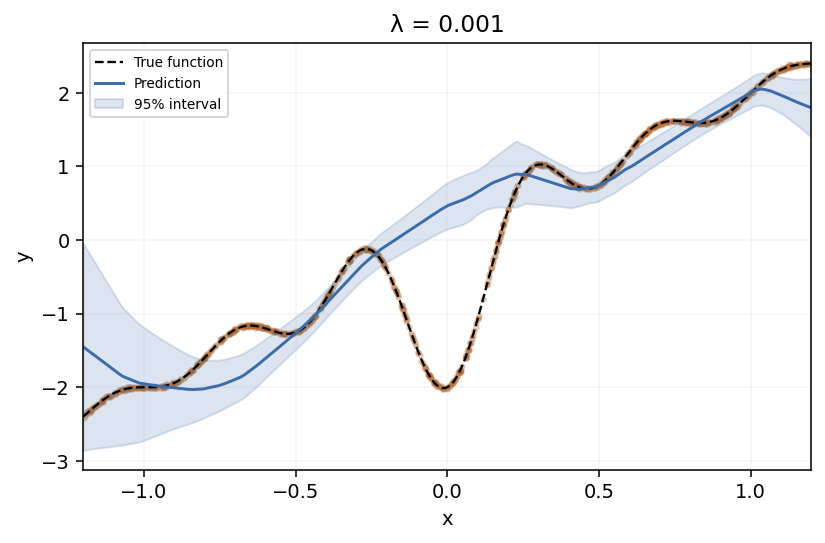 λ = 0.001
True function
Prediction
95% interval
y
2
1
0
−1
−2
−3
−1.0 −0.5 0.0 0.5 1.0
x